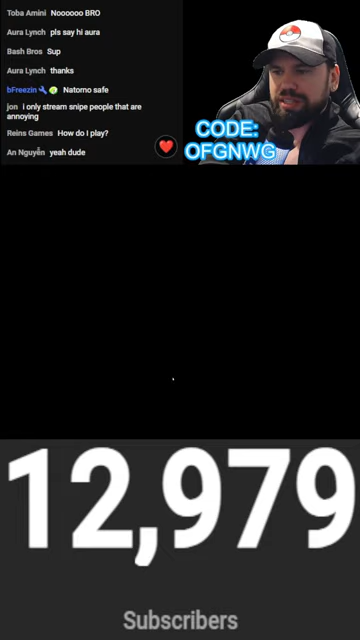 Toba Amini Noooooo BRO
Aura Lynch pls say hi aura
Bash Bros Sup
Aura Lynch thanks
bFreezin Natorno safe
jon i only stream snipe people that are
annoying
Reins Games How do I play?
An Nguyễn yeah dude
CODE:
OFGNWG
12,979
Subscribers